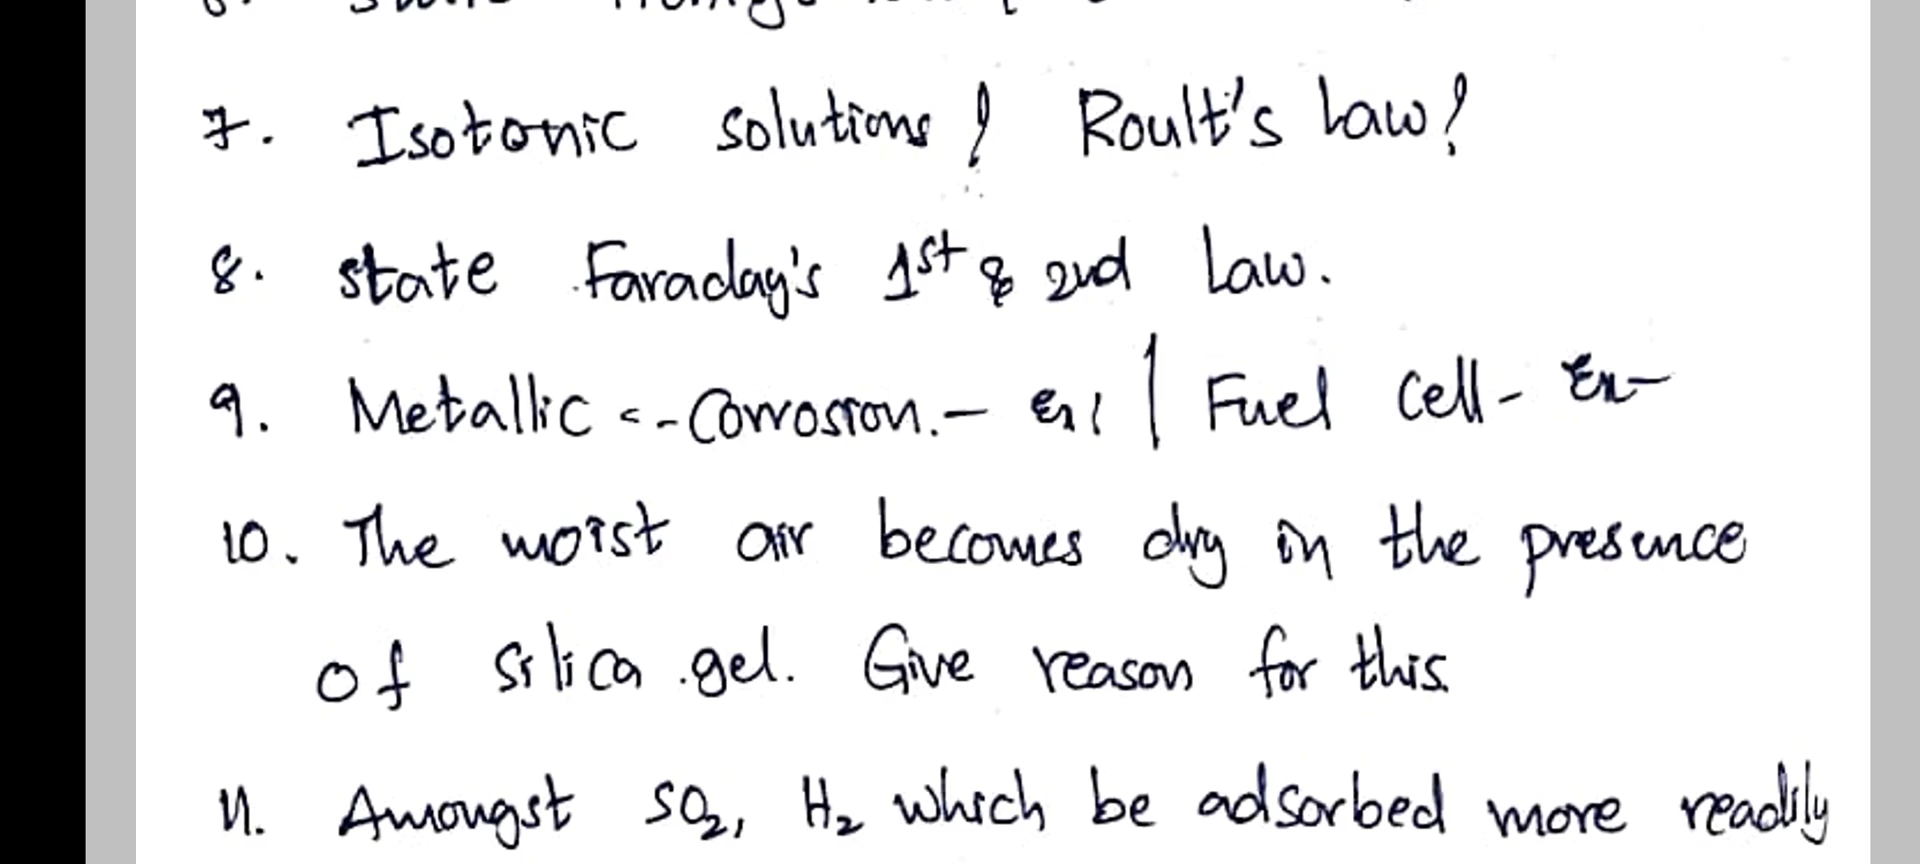 7. Isotonic solutions? Roult's law?
8. state Faraday's 1st & 2nd Law.
9. Metallic - - Corrosion. - Ex: | Fuel cell - Ex -
10. The moist air becomes dry in the presence
of silica gel. Give reason for this.
11. Amongst SO2, H2 which be adsorbed more readily